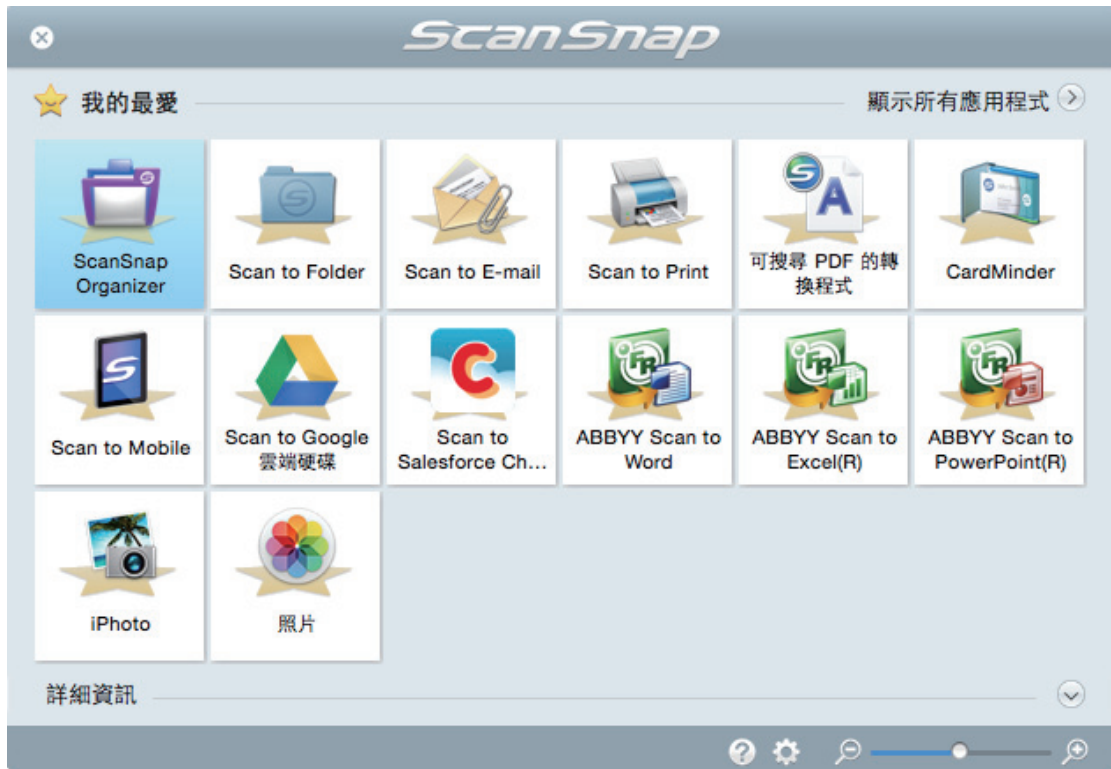 ScanSnap
我的最愛
顯示所有應用程式
ScanSnap
Organizer
Scan to Folder
Scan to E-mail
Scan to Print
可搜尋 PDF 的轉
換程式
CardMinder
Scan to Mobile
Scan to Google
雲端硬碟
Scan to
Salesforce Ch...
ABBYY Scan to
Word
ABBYY Scan to
Excel(R)
ABBYY Scan to
PowerPoint(R)
iPhoto
照片
詳細資訊